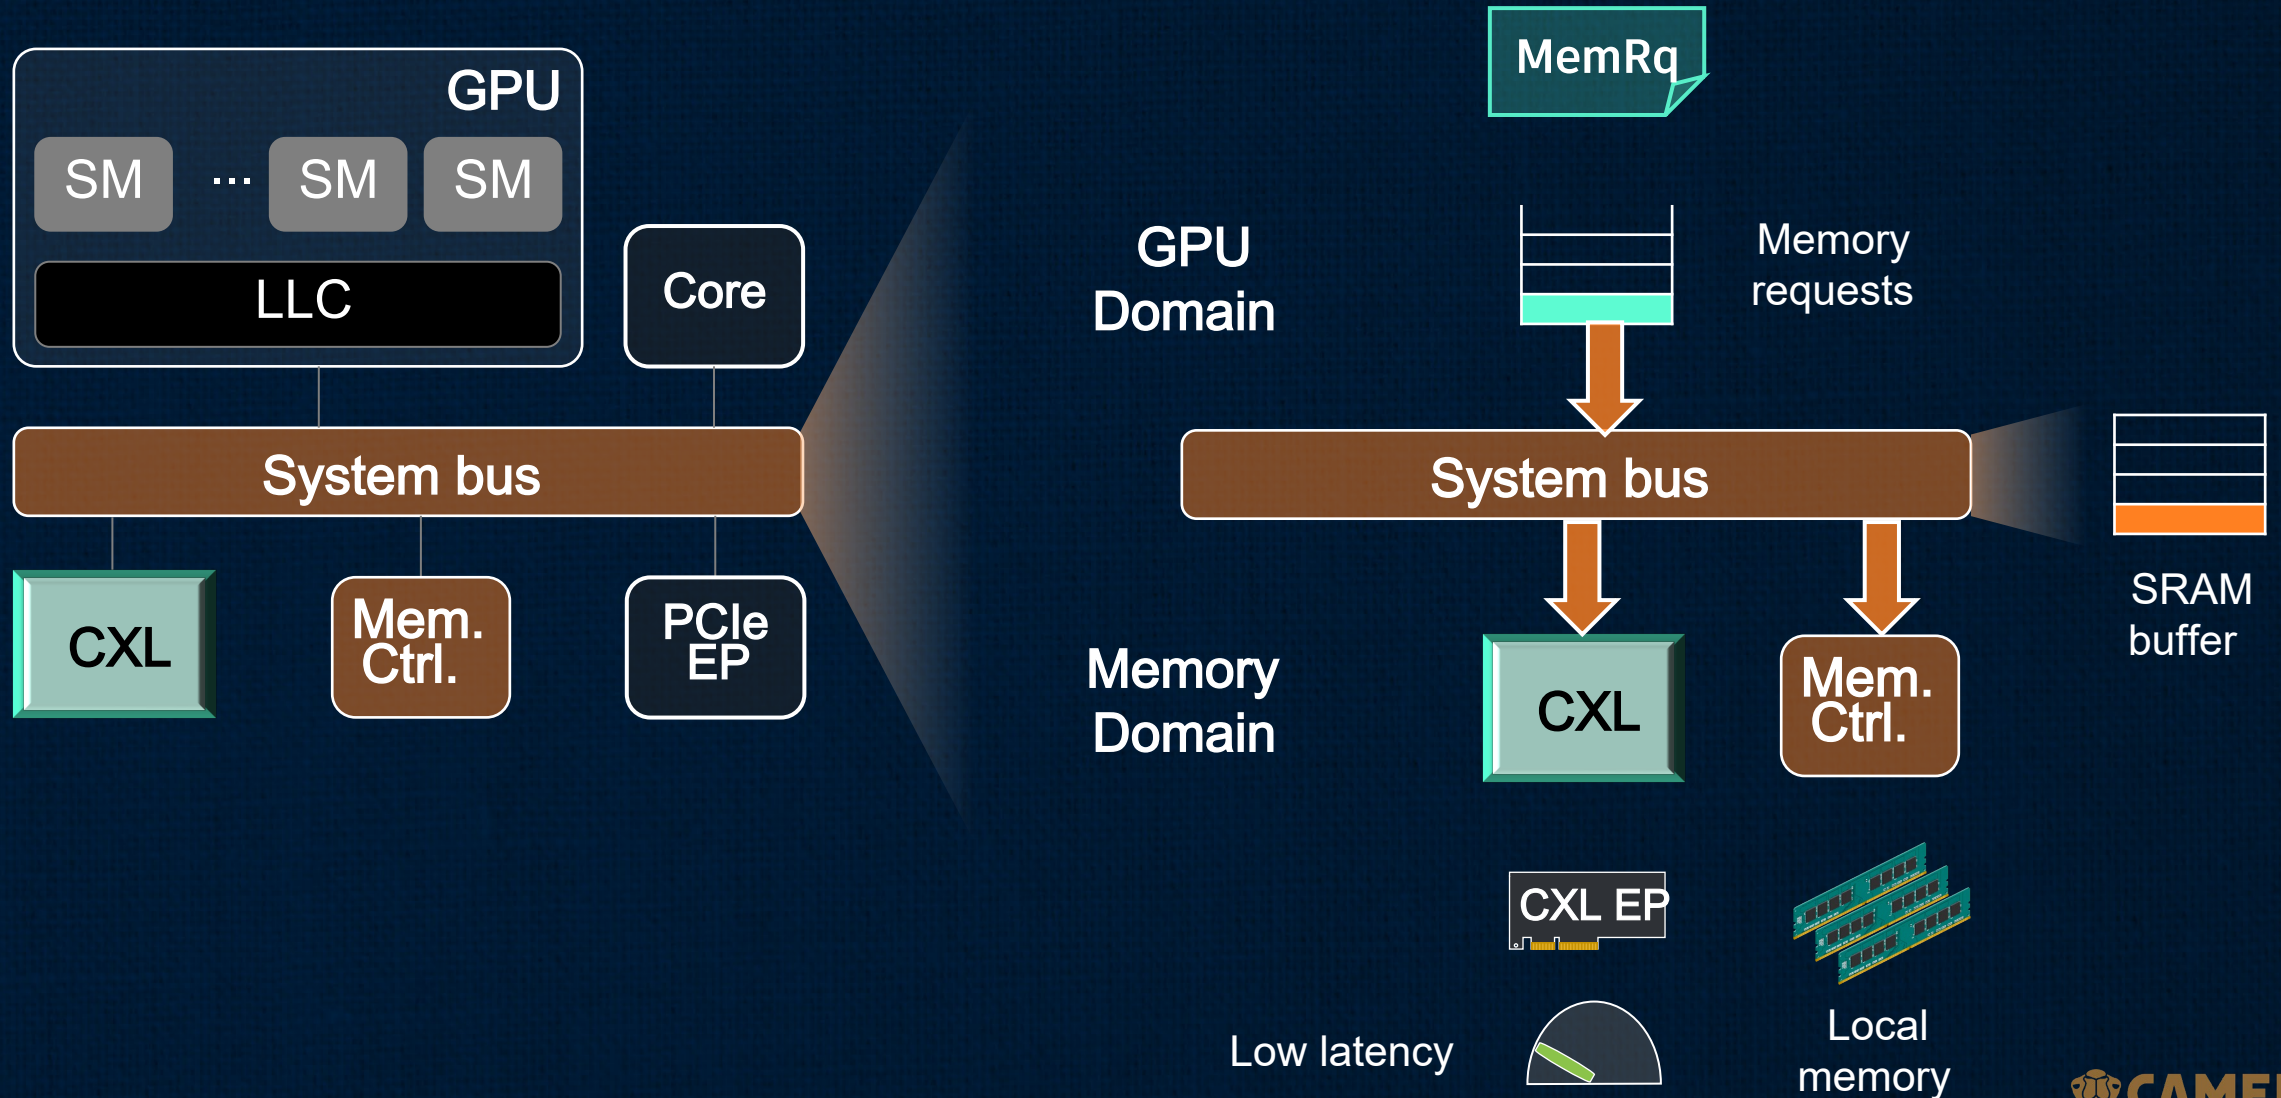 GPU
SM
...
SM
SM
LLC
Core
System bus
CXL
Mem.
Ctrl.
PCIe
EP
MemRq
GPU
Domain
Memory
requests
System bus
SRAM
buffer
Memory
Domain
CXL
Mem.
Ctrl.
CXL EP
Low latency
Local
memory